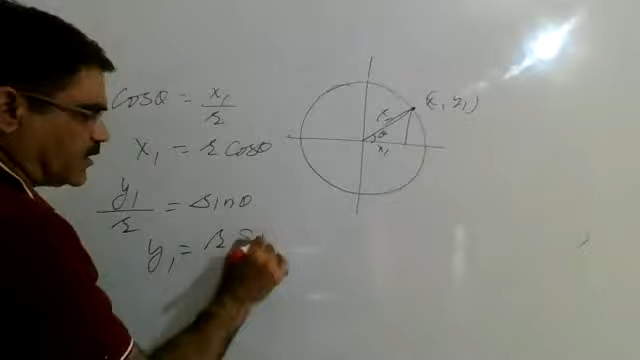 cosθ = x₁/r
x₁ = r cosθ
y₁/r = sinθ
y₁ = r s
(x₁, y₁)
r
θ
x₁